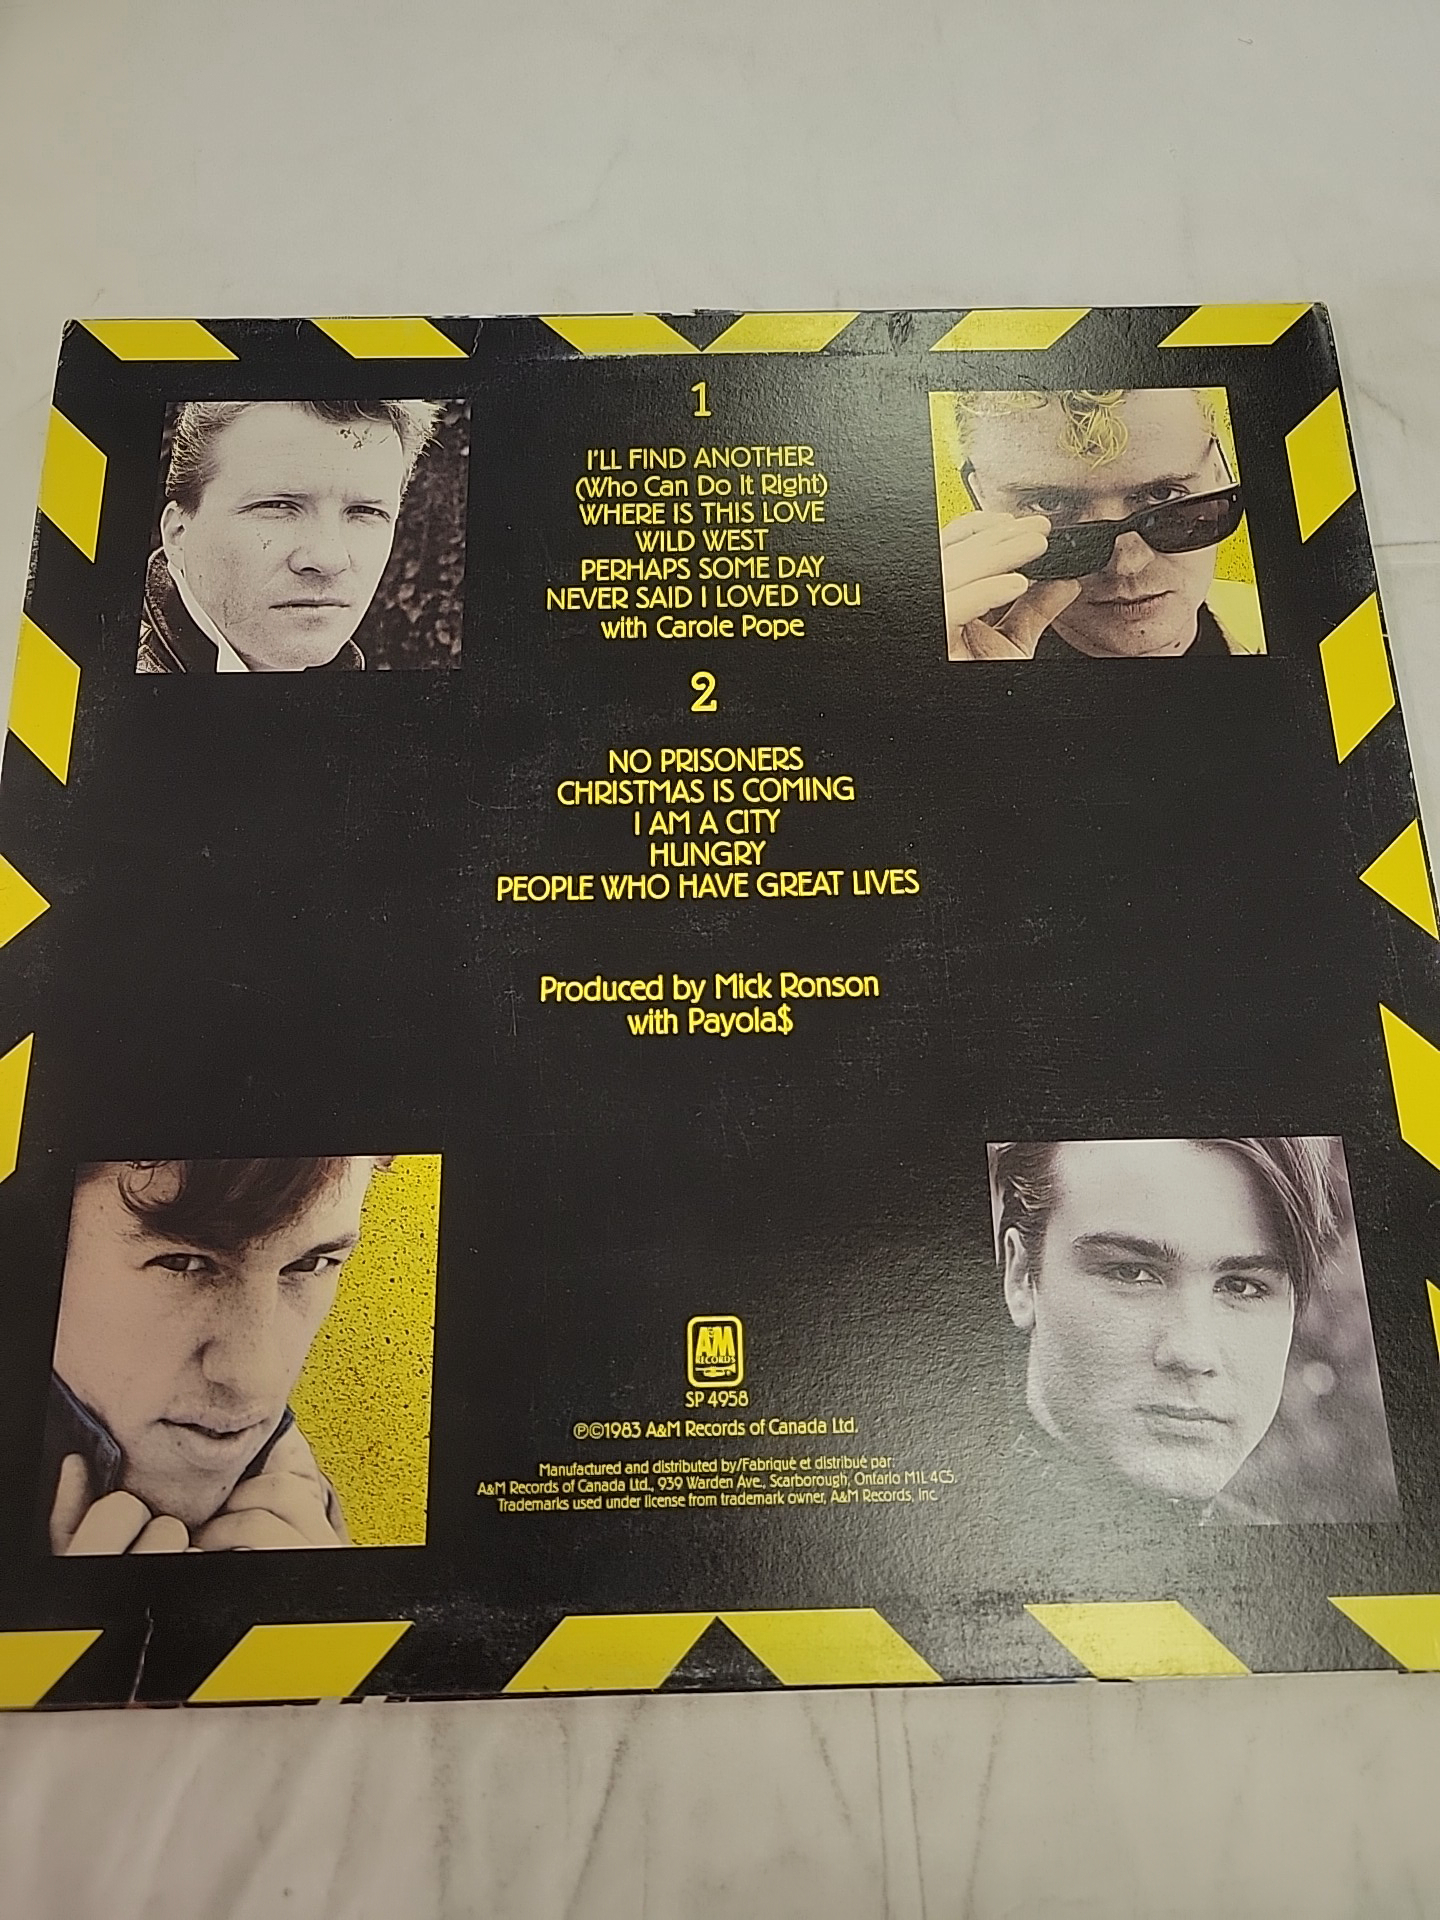 1
I'LL FIND ANOTHER
(Who Can Do It Right)
WHERE IS THIS LOVE
WILD WEST
PERHAPS SOME DAY
NEVER SAID I LOVED YOU
with Carole Pope
2
NO PRISONERS
CHRISTMAS IS COMING
I AM A CITY
HUNGRY
PEOPLE WHO HAVE GREAT LIVES
Produced by Mick Ronson
with Payola$
A&M
RECORDS
SP 4958
℗©1983 A&M Records of Canada Ltd.
Manufactured and distributed by/Fabriqué et distribué par:
A&M Records of Canada Ltd., 939 Warden Ave., Scarborough, Ontario M1L 4C5.
Trademarks used under license from trademark owner, A&M Records, Inc.